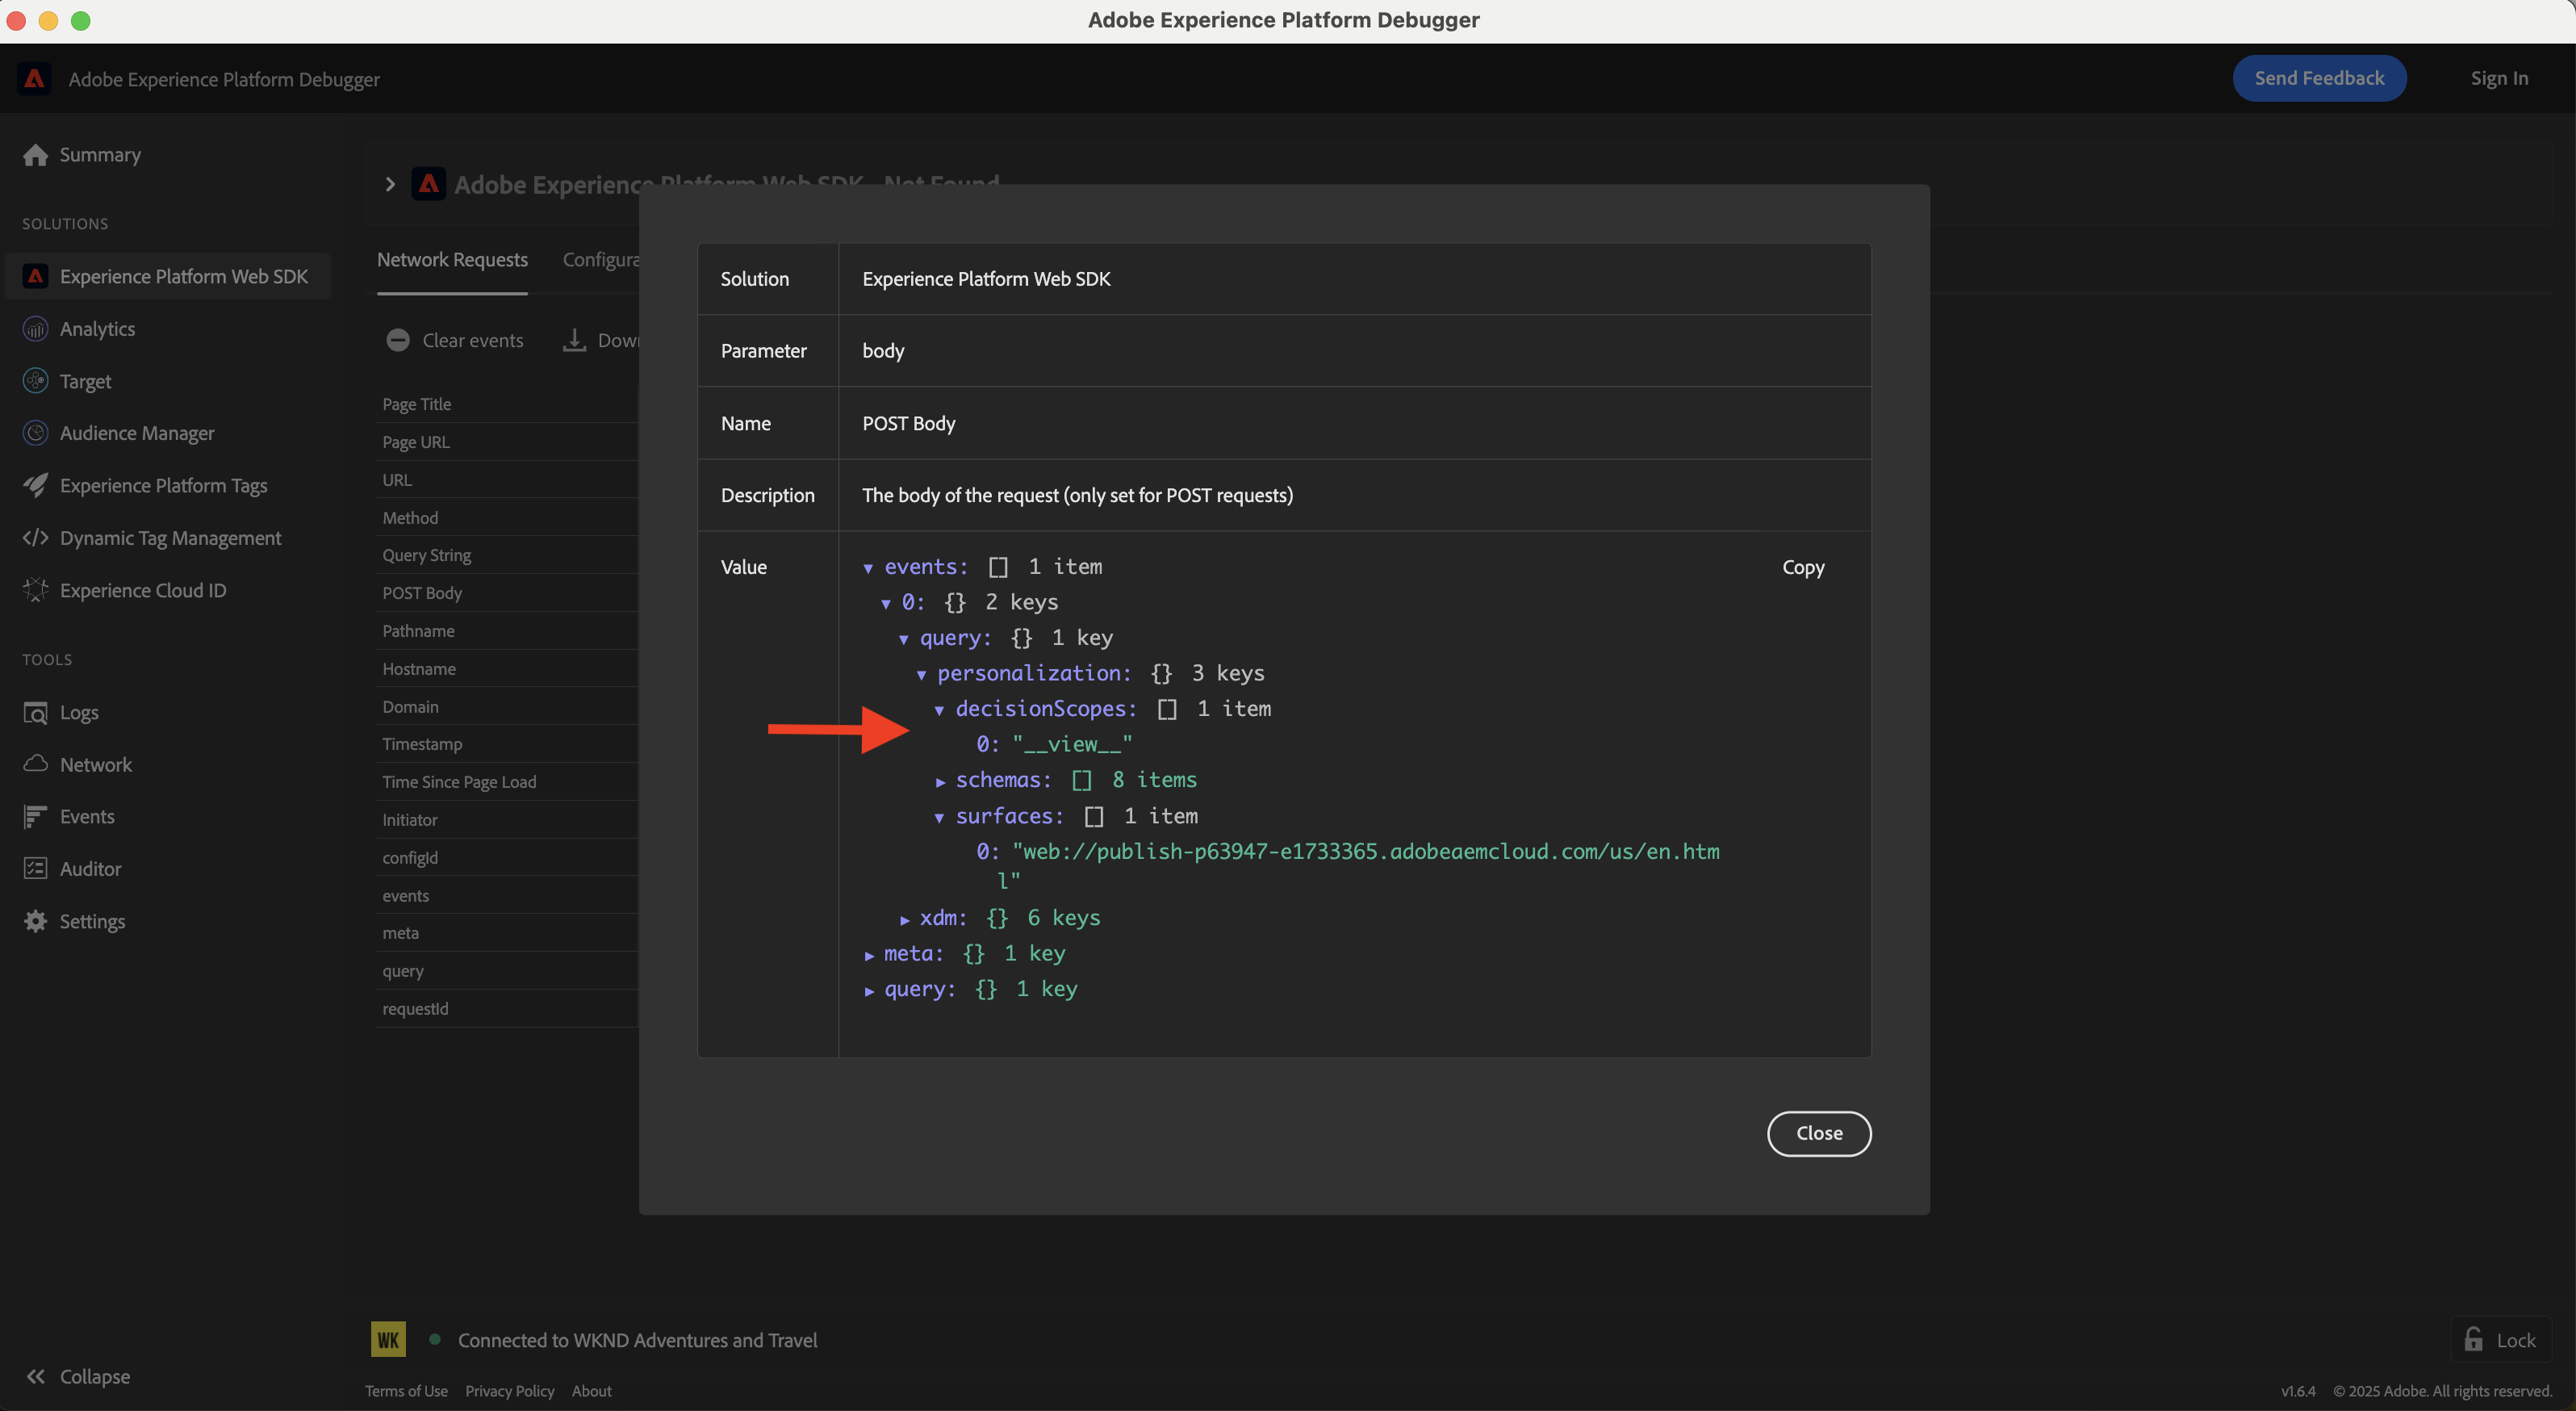 Adobe Experience Platform Debugger
Adobe Experience Platform Debugger
Send Feedback
Sign In
Summary
SOLUTIONS
Experience Platform Web SDK
Analytics
Target
Audience Manager
Experience Platform Tags
Dynamic Tag Management
Experience Cloud ID
TOOLS
Logs
Network
Events
Auditor
Settings
Collapse
Adobe Experience Platform Web SDK - Not Found
Network Requests
Configura
Clear events
Down
Page Title
Page URL
URL
Method
Query String
POST Body
Pathname
Hostname
Domain
Timestamp
Time Since Page Load
Initiator
configId
events
meta
query
requestId
Solution Experience Platform Web SDK
Parameter body
Name POST Body
Description The body of the request (only set for POST requests)
Value
Copy
▼ events: [] 1 item
▼ 0: {} 2 keys
▼ query: {} 1 key
▼ personalization: {} 3 keys
▼ decisionScopes: [] 1 item
0: "__view__"
▶ schemas: [] 8 items
▼ surfaces: [] 1 item
0: "web://publish-p63947-e1733365.adobeaemcloud.com/us/en.htm
l"
▶ xdm: {} 6 keys
▶ meta: {} 1 key
▶ query: {} 1 key
Close
WK
Connected to WKND Adventures and Travel
Lock
Terms of Use Privacy Policy About
v1.6.4 © 2025 Adobe. All rights reserved.